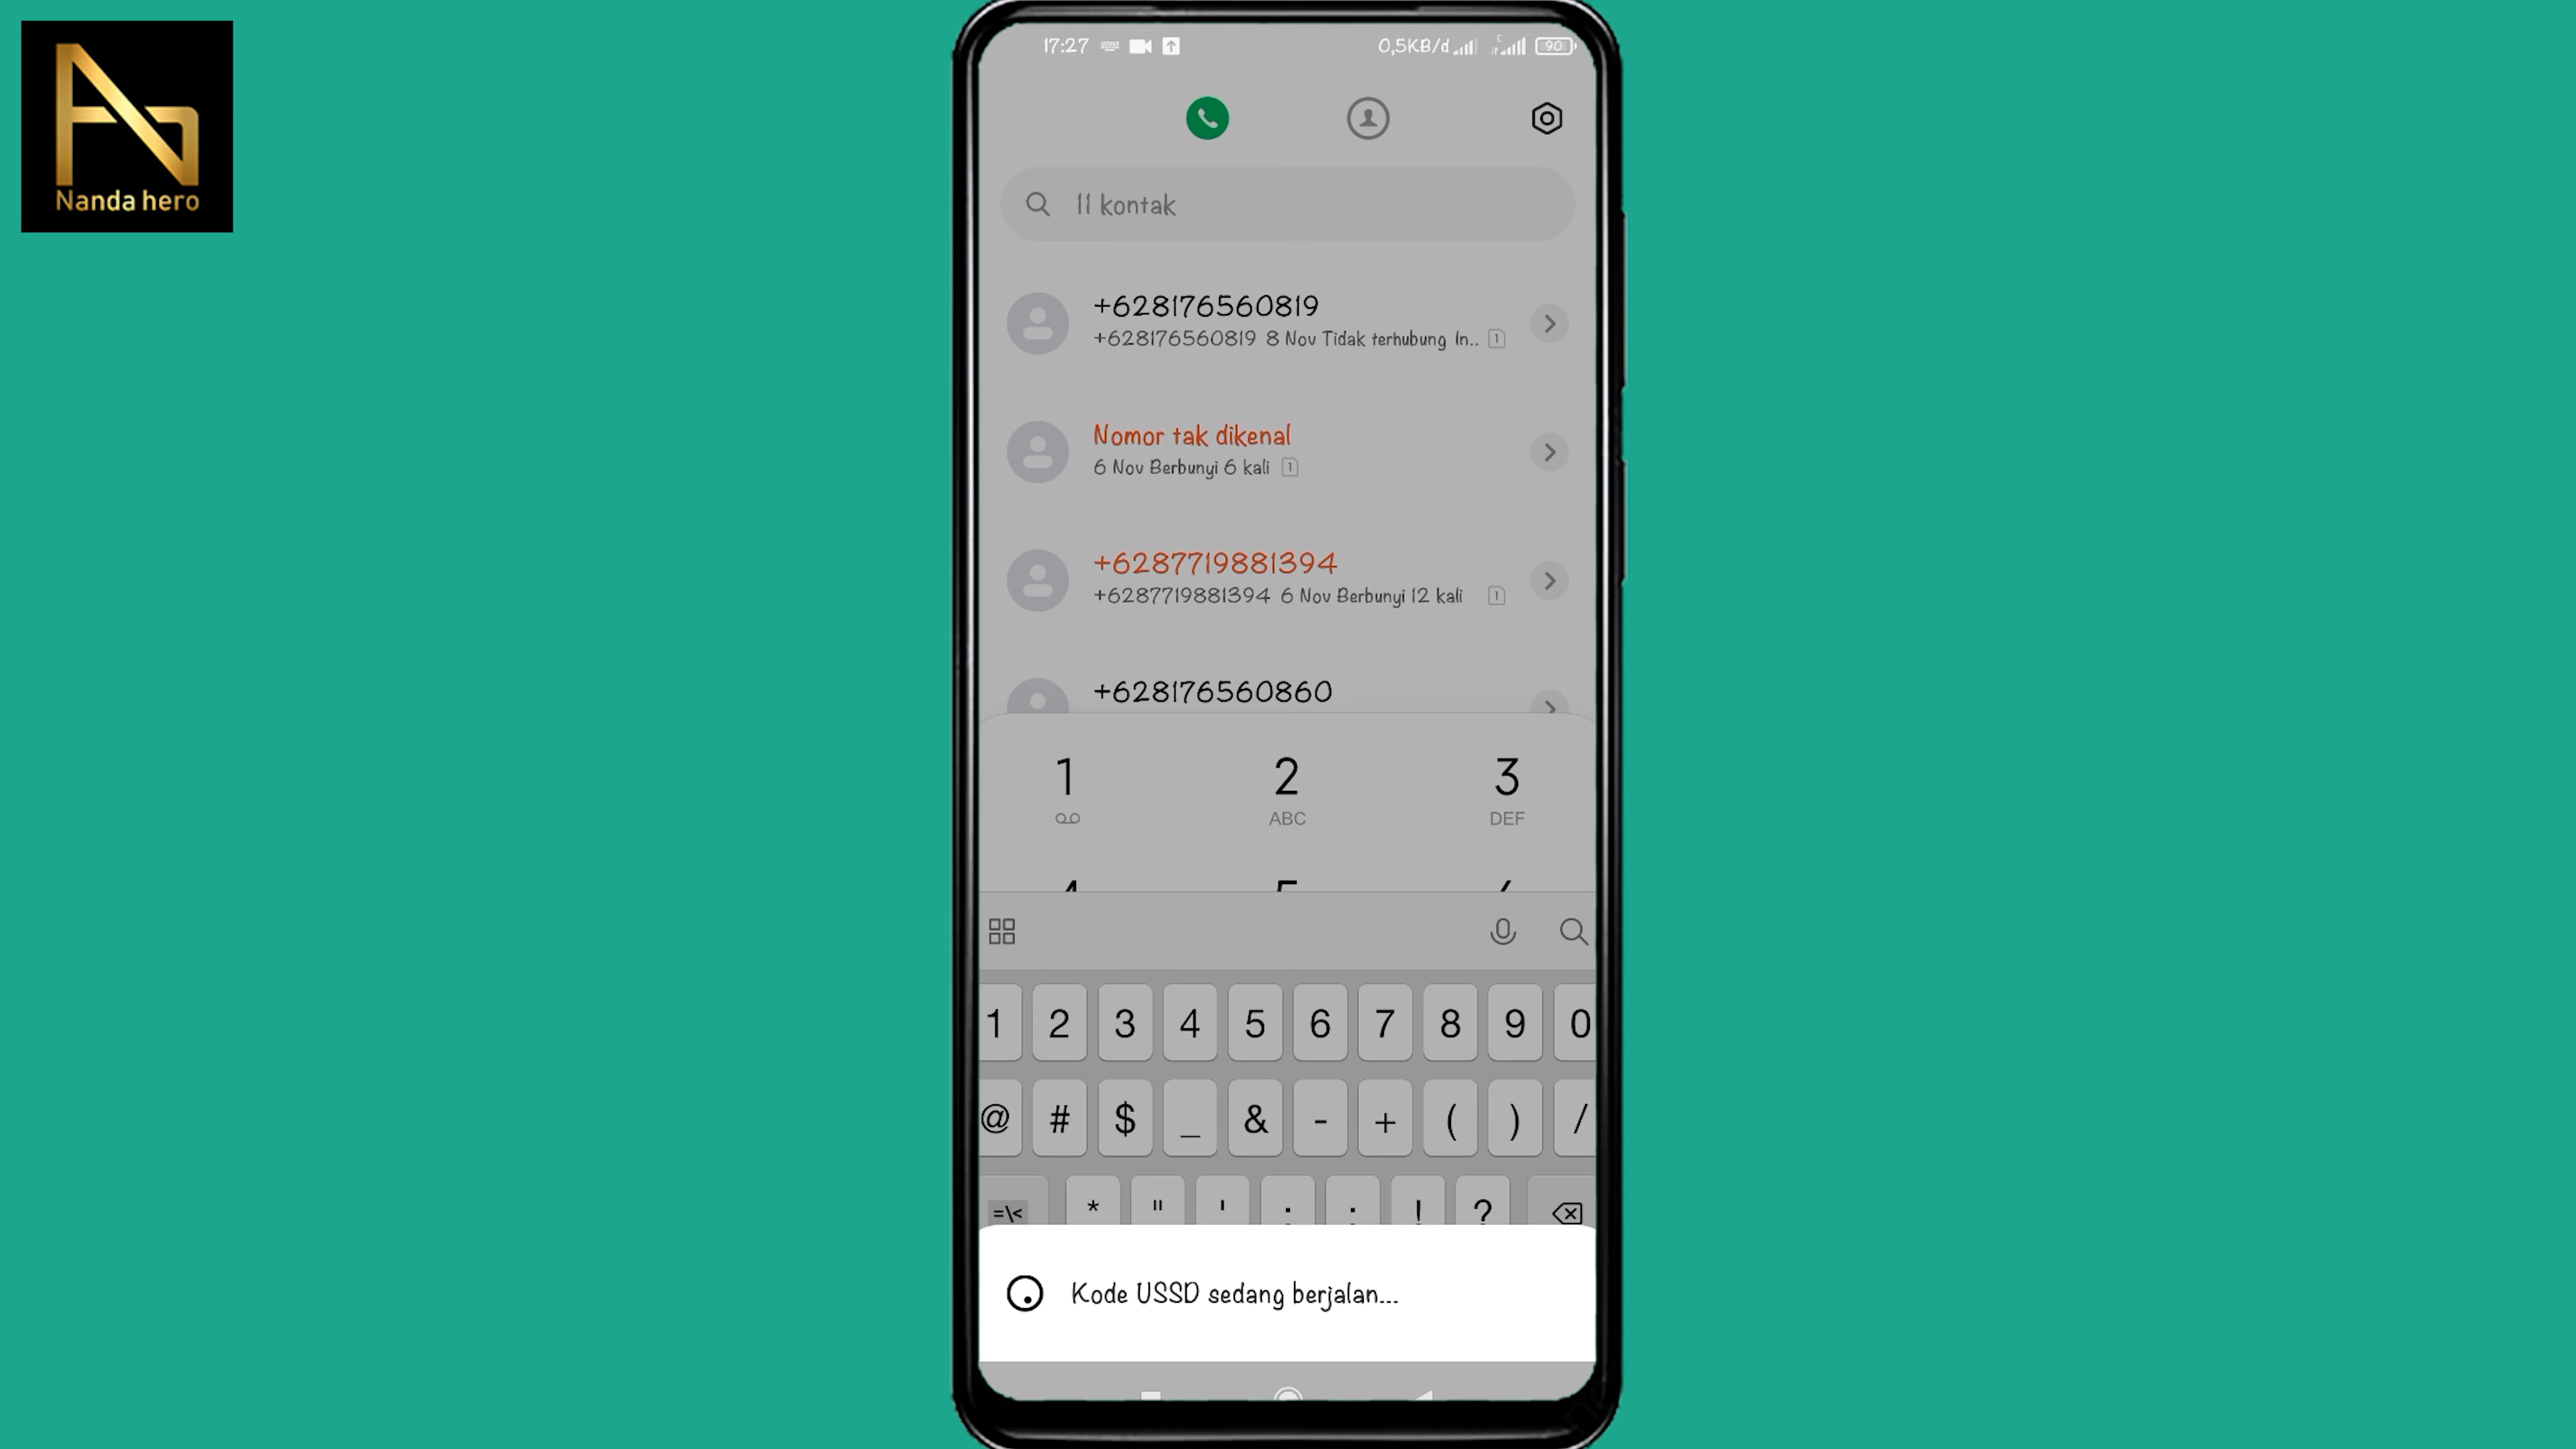 Nanda hero
17:27 0,5KB/d 90
11 kontak
+628176560819
+628176560819 8 Nov Tidak terhubung In.. 1
Nomor tak dikenal
6 Nov Berbunyi 6 kali 1
+6287719881394
+6287719881394 6 Nov Berbunyi 12 kali 1
+628176560860
1 2 3
ABC DEF
1 2 3 4 5 6 7 8 9 0
@ # $ _ & - + ( ) /
=\< * " ' : ; ! ?
Kode USSD sedang berjalan...